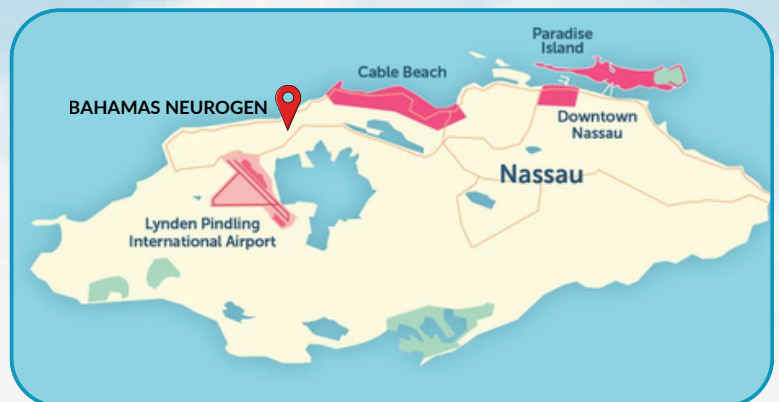 Paradise
Island
Cable Beach
BAHAMAS NEUROGEN
Downtown
Nassau
Nassau
Lynden Pindling
International Airport